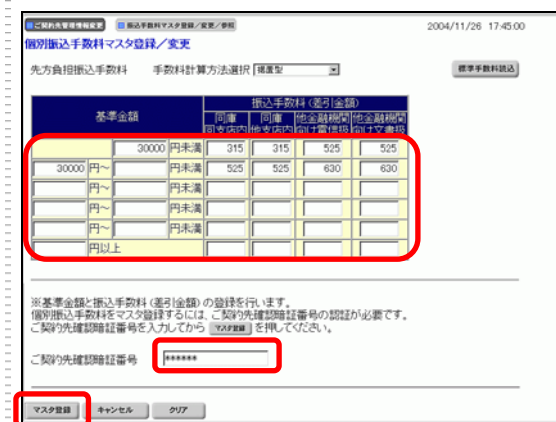 ご契約先管理情報変更 振込手数料マスタ登録／変更／参照 2004/11/26 17:45:00
個別振込手数料マスタ登録／変更
先方負担振込手数料 手数料計算方法選択 据置型 標準手数料読込
基準金額 振込手数料（差引金額）
同庫 同庫 他金融機関 他金融機関
同支店内 他支店内 向け電信扱 向け文書扱
30000 円未満 315 315 525 525
30000 円～ 円未満 525 525 630 630
円～ 円未満
円～ 円未満
円～ 円未満
円以上
※基準金額と振込手数料（差引金額）の登録を行います。
個別振込手数料をマスタ登録するには、ご契約先確認暗証番号の認証が必要です。
ご契約先確認暗証番号を入力してから マスタ登録 を押してください。
ご契約先確認暗証番号 ******
マスタ登録 キャンセル クリア